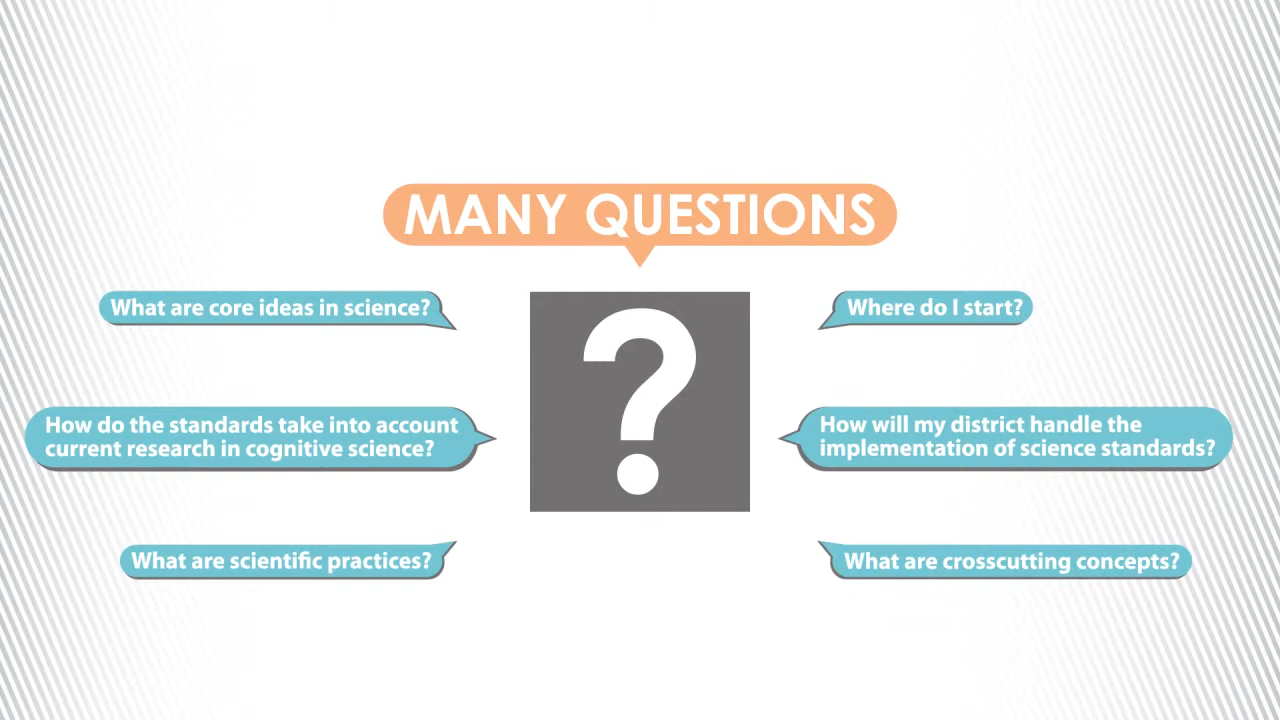 MANY QUESTIONS
What are core ideas in science?
Where do I start?
?
How do the standards take into account
current research in cognitive science?
How will my district handle the
implementation of science standards?
What are scientific practices?
What are crosscutting concepts?